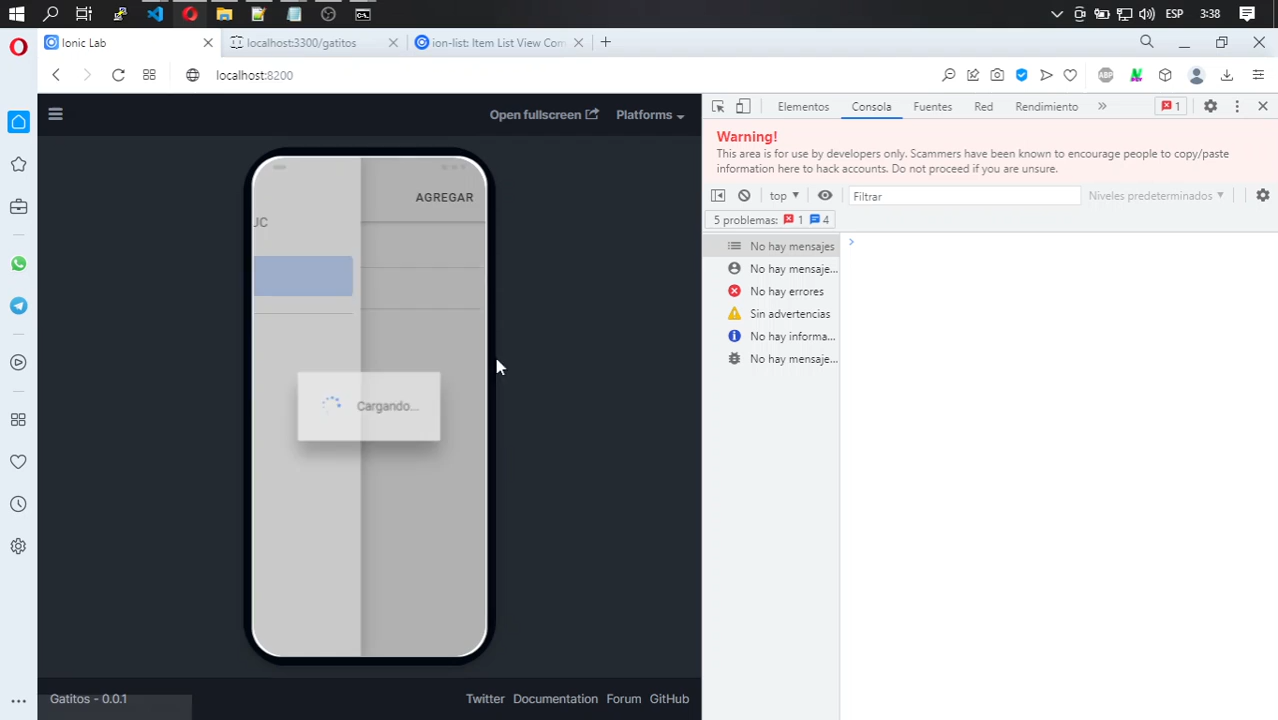 ESP 3:38
Ionic Lab
localhost:3300/gatitos
ion-list: Item List View Com
localhost:8200
ABP
Open fullscreen
Platforms
AGREGAR
UC
Cargando...
Gatitos - 0.0.1
Twitter Documentation Forum GitHub
Elementos Consola Fuentes Red Rendimiento 1
Warning!
This area is for use by developers only. Scammers have been known to encourage people to copy/paste
information here to hack accounts. Do not proceed if you are unsure.
top Filtrar Niveles predeterminados
5 problemas: 1 4
No hay mensajes
No hay mensaje...
No hay errores
Sin advertencias
No hay informa...
No hay mensaje...